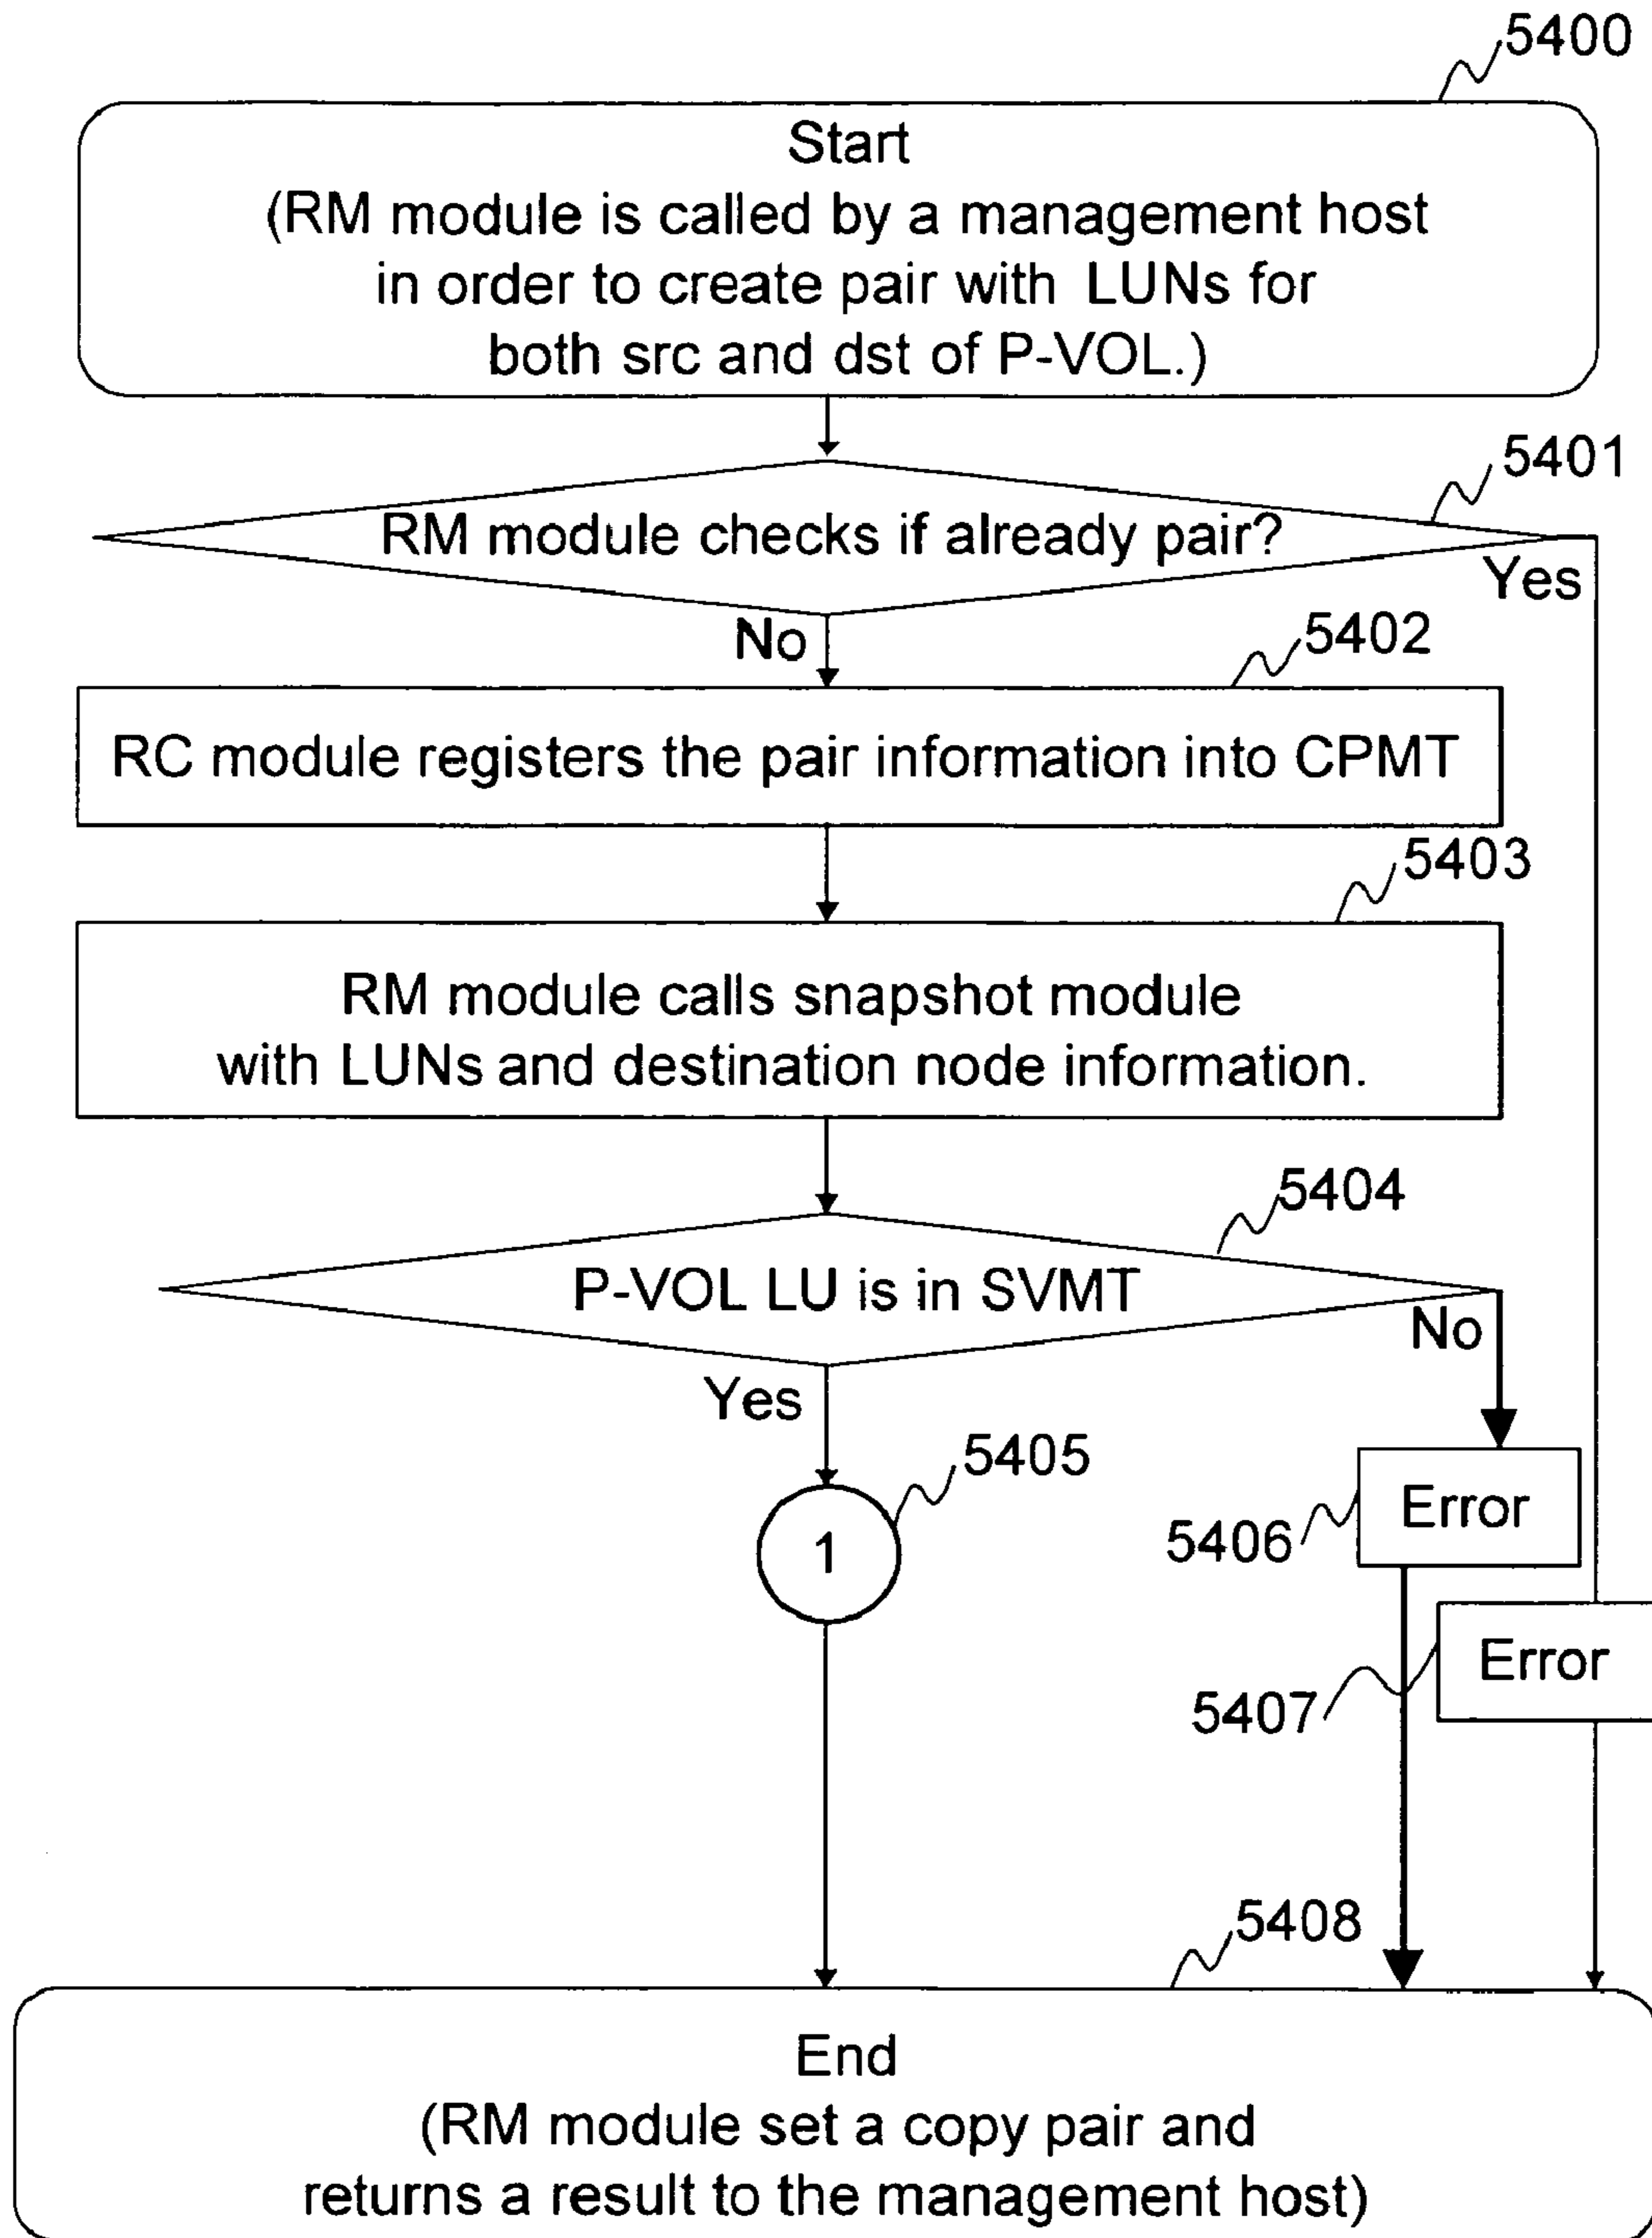 5400
Start
(RM module is called by a management host
in order to create pair with LUNs for
both src and dst of P-VOL.)
5401
RM module checks if already pair?
Yes
No
5402
RC module registers the pair information into CPMT
5403
RM module calls snapshot module
with LUNs and destination node information.
5404
P-VOL LU is in SVMT
No
Yes
5405
1
5406
Error
5407
Error
5408
End
(RM module set a copy pair and
returns a result to the management host)